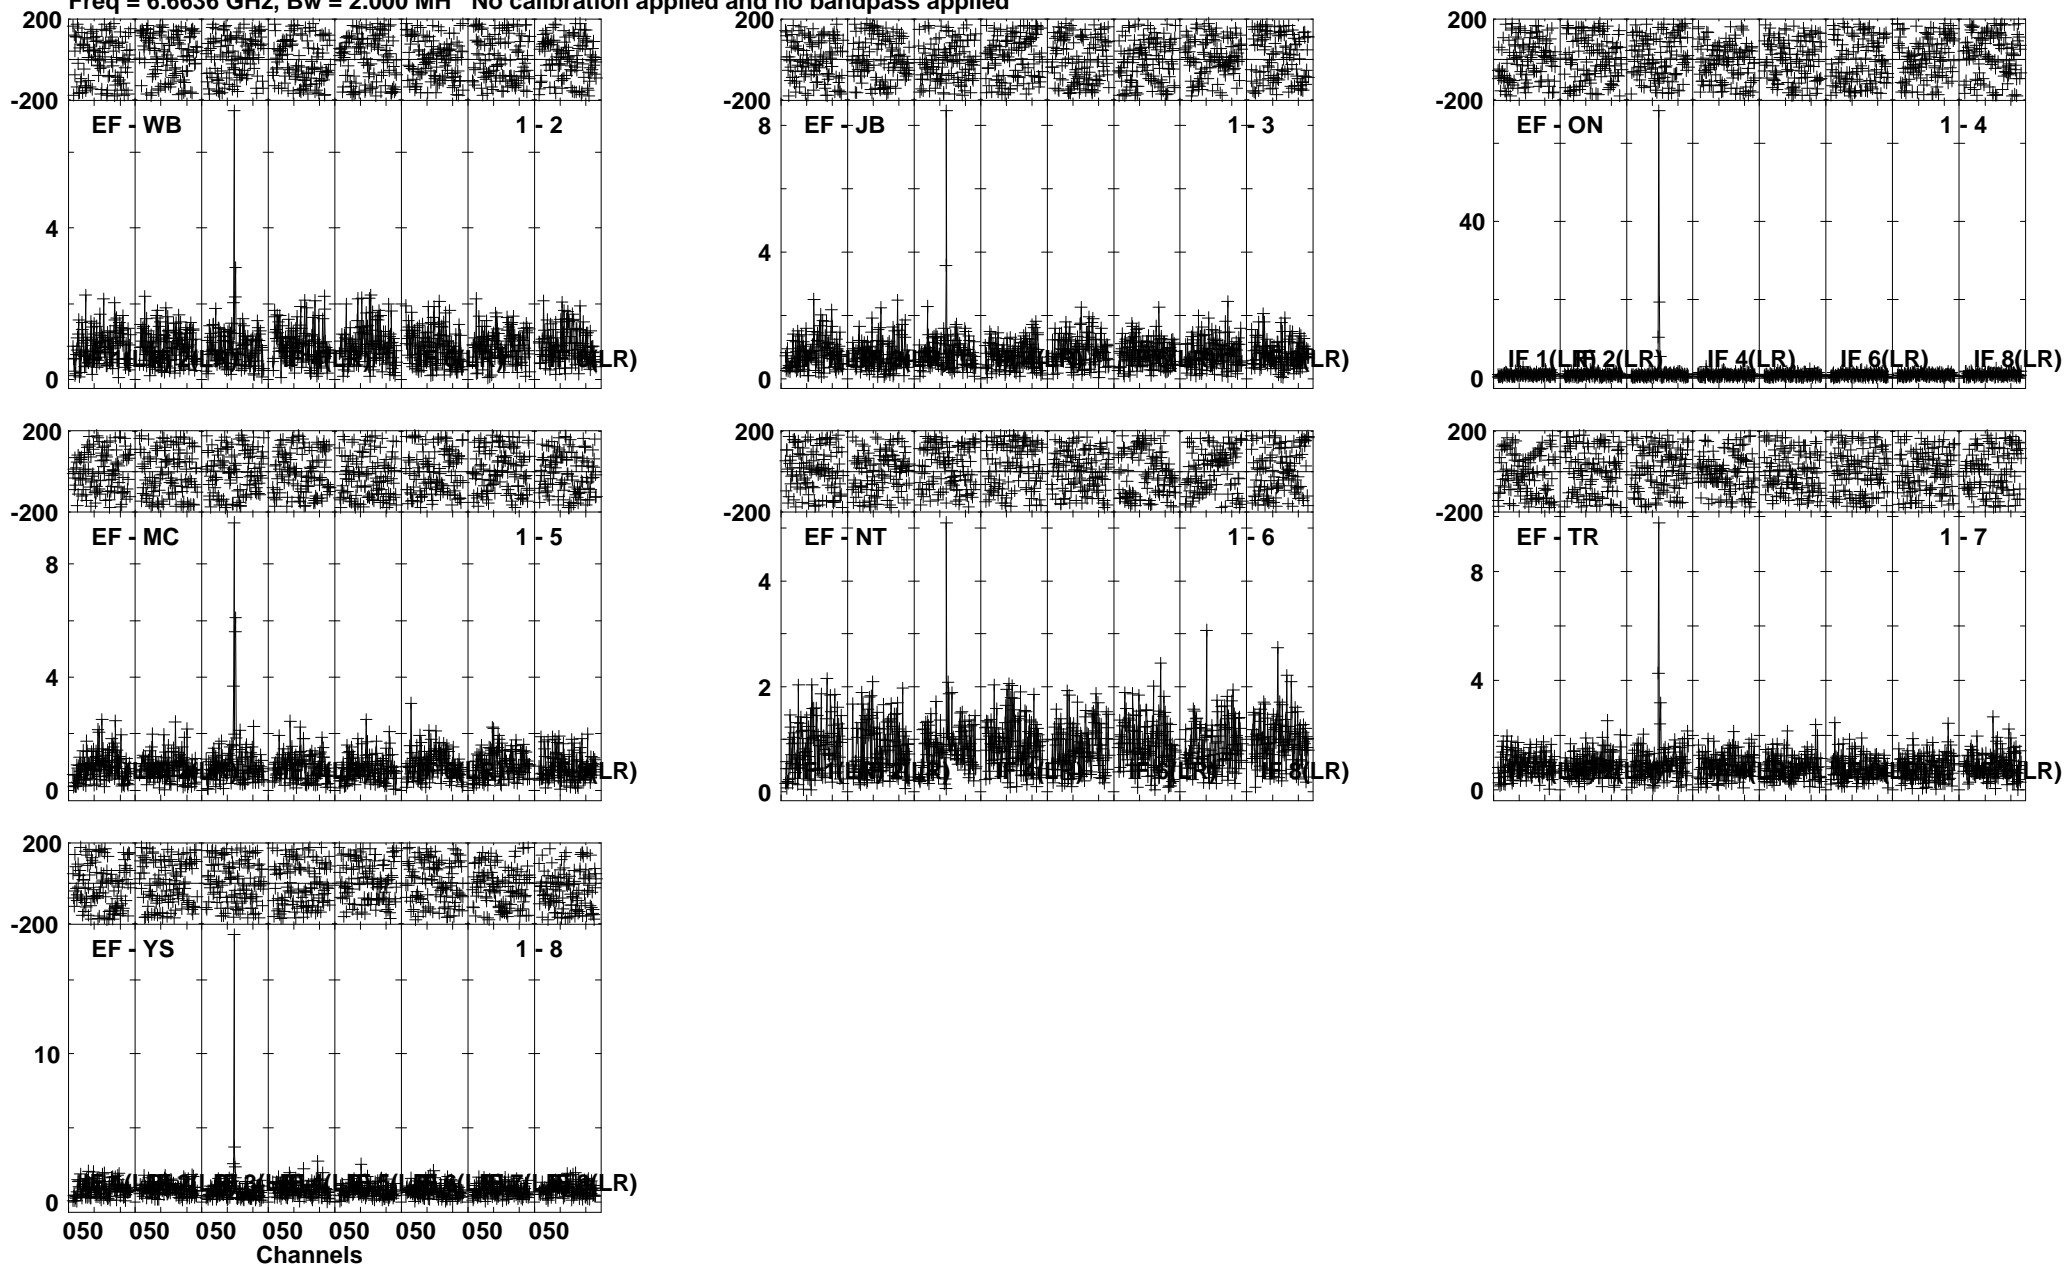 Freq = 6.6636 GHz, Bw = 2.000 MH   No calibration applied and no bandpass applied
200
-200
EF - WB
1 - 2
4
0
LR)
200
-200
EF - JB
1 - 3
8
4
0
LR)
200
-200
EF - ON
1 - 4
40
0
IF 1(LR)
2(LR)
IF 4(LR)
IF 6(LR)
IF 8(LR)
200
-200
EF - MC
1 - 5
8
4
0
LR)
200
-200
EF - NT
1 - 6
4
2
0
8(LR)
200
-200
EF - TR
1 - 7
8
4
0
LR)
200
-200
EF - YS
1 - 8
10
0
LR)
050 050 050 050 050 050 050 050
Channels